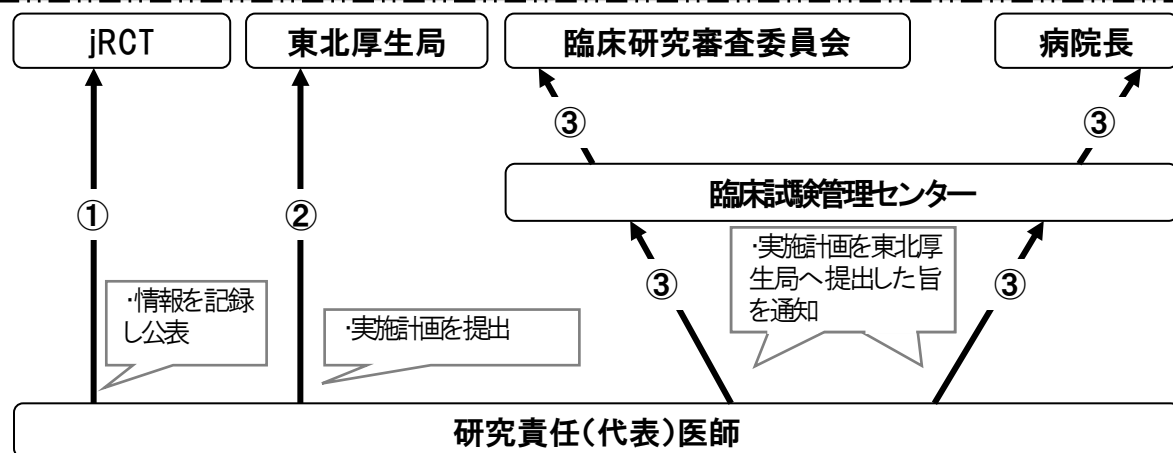 jRCT
東北厚生局
臨床研究審査委員会
病院長
③
③
臨床試験管理センター
①
②
③
③
・実施計画を東北厚
生局へ提出した旨
を通知
・情報を記録
し公表
・実施計画を提出
研究責任(代表)医師